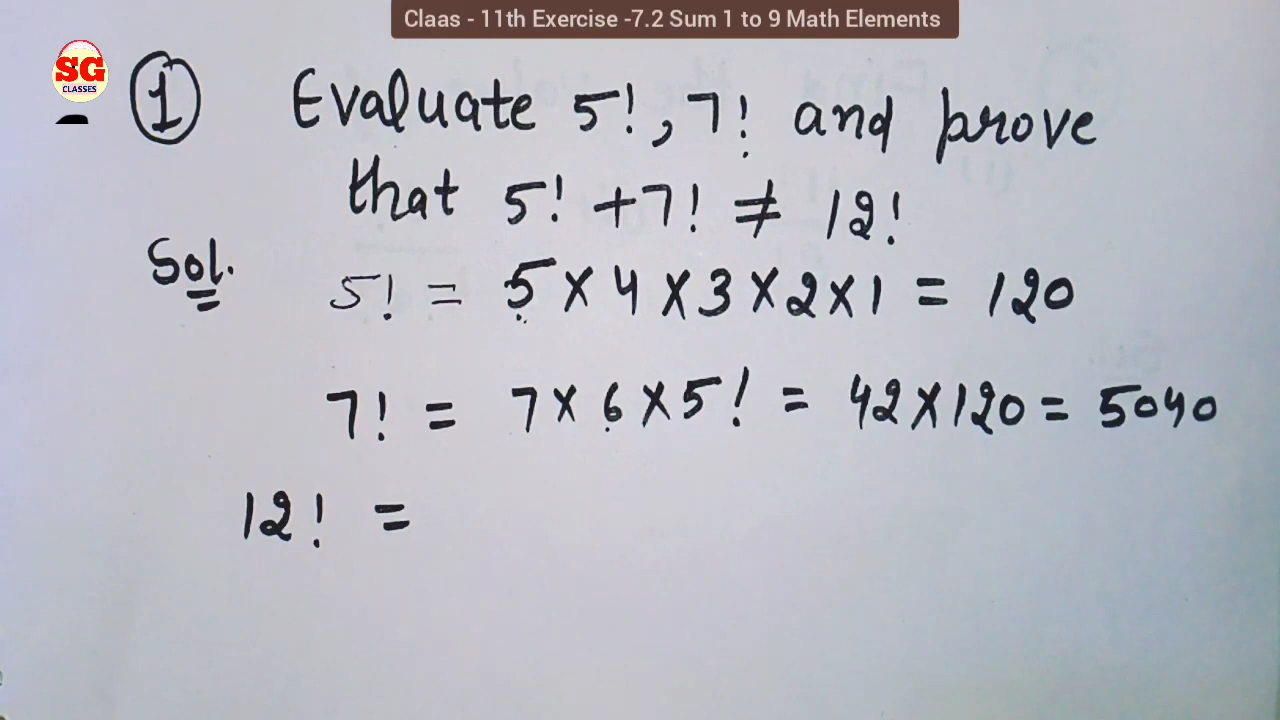 Claas - 11th Exercise -7.2 Sum 1 to 9 Math Elements
SG
CLASSES
1 Evaluate 5!, 7! and prove
that 5! + 7! ≠ 12!
Sol.
5! = 5 × 4 × 3 × 2 × 1 = 120
7! = 7 × 6 × 5! = 42 × 120 = 5040
12! =